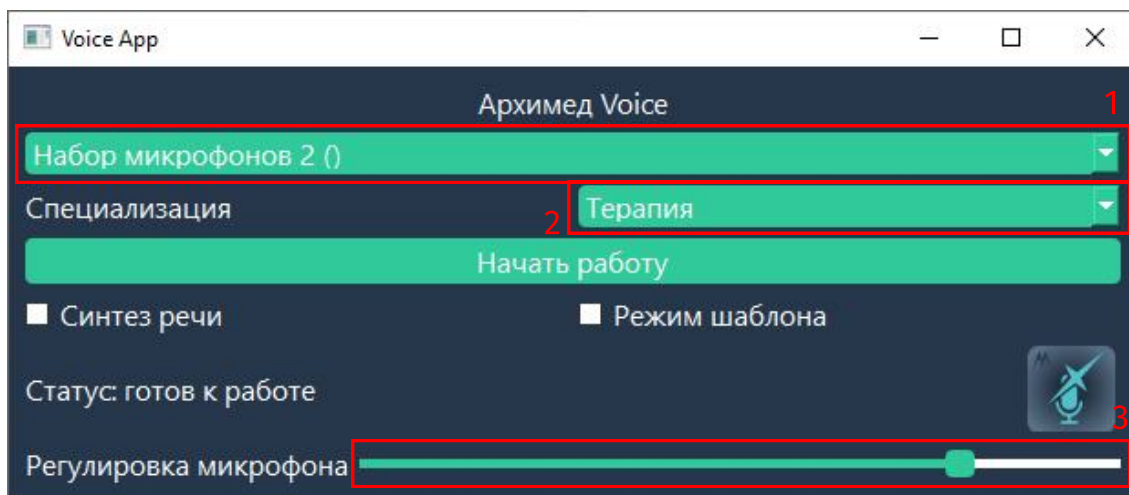 Voice App
Архимед Voice
1
Набор микрофонов 2 ()
Специализация
2
Терапия
Начать работу
Синтез речи
Режим шаблона
Статус: готов к работе
3
Регулировка микрофона